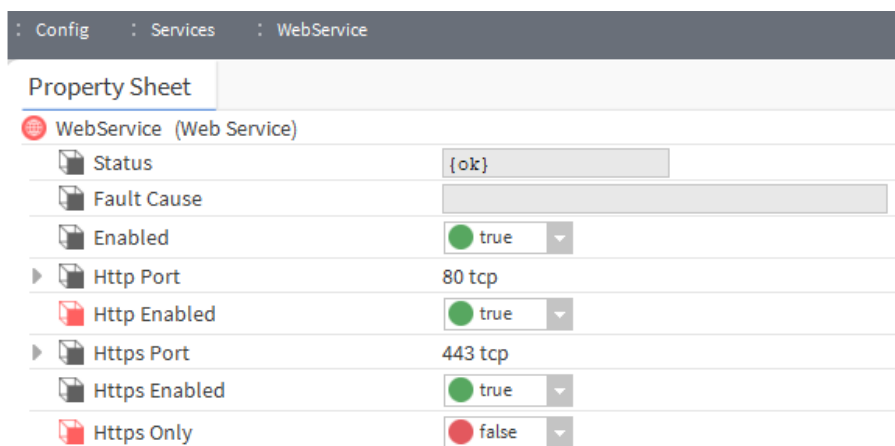 : Config : Services : WebService
Property Sheet
WebService (Web Service)
Status {ok}
Fault Cause
Enabled true
Http Port 80 tcp
Http Enabled true
Https Port 443 tcp
Https Enabled true
Https Only false